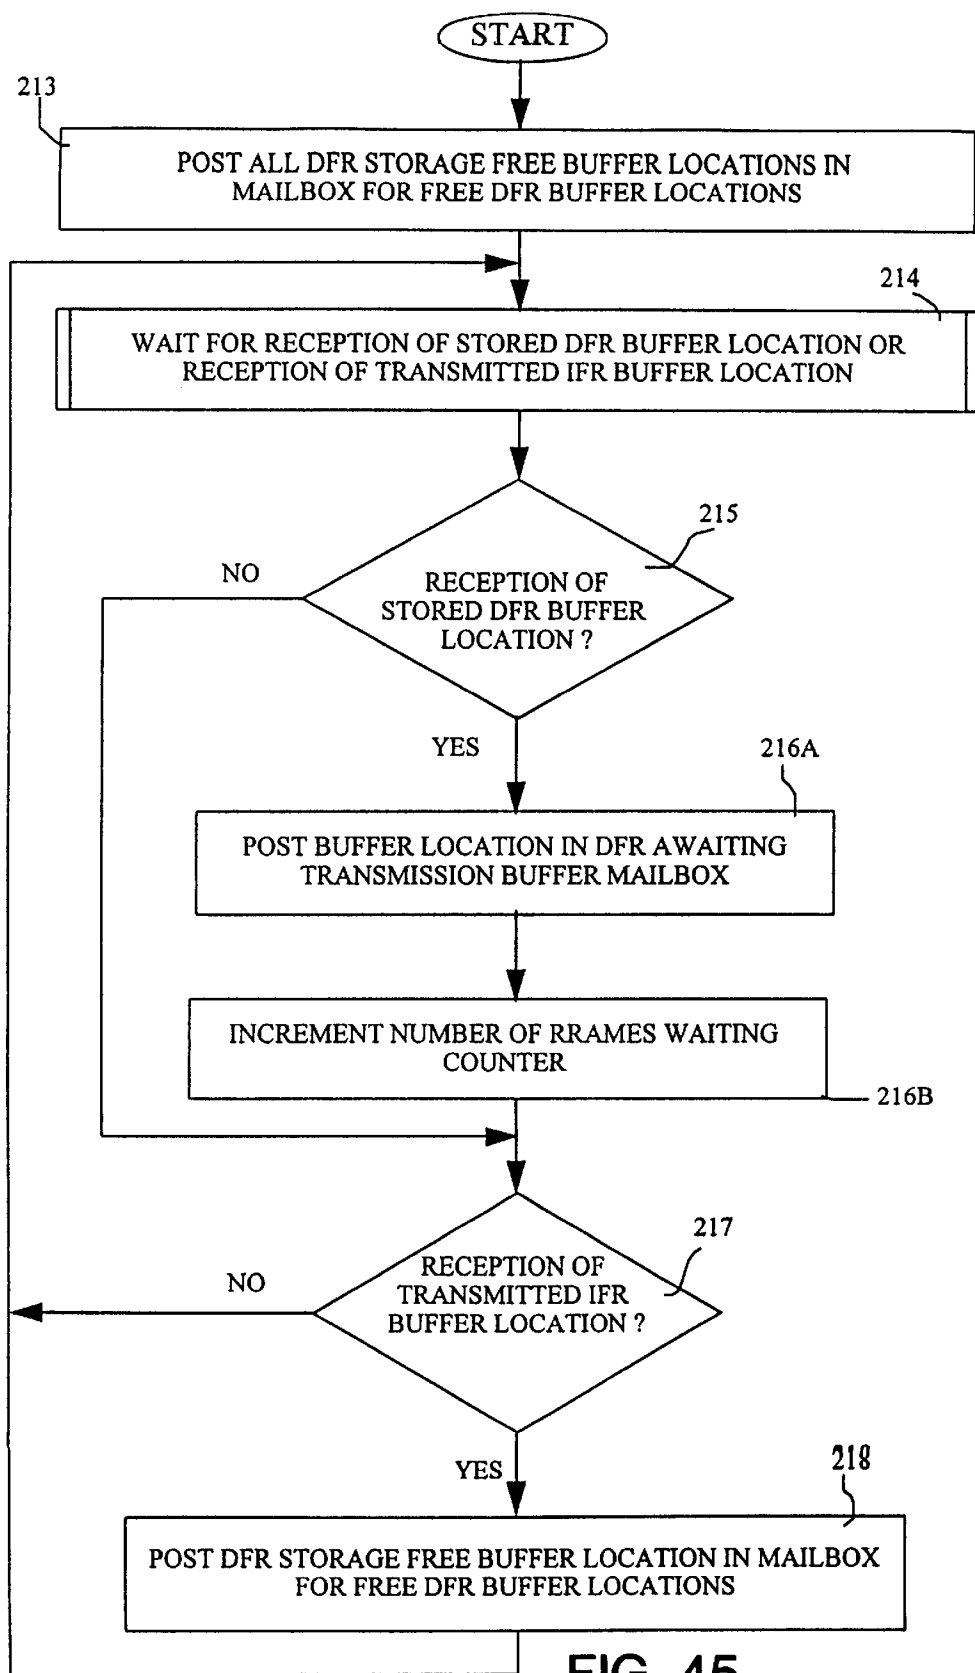 START
213
POST ALL DFR STORAGE FREE BUFFER LOCATIONS IN
MAILBOX FOR FREE DFR BUFFER LOCATIONS
214
WAIT FOR RECEPTION OF STORED DFR BUFFER LOCATION OR
RECEPTION OF TRANSMITTED IFR BUFFER LOCATION
215
NO
RECEPTION OF
STORED DFR BUFFER
LOCATION ?
YES
216A
POST BUFFER LOCATION IN DFR AWAITING
TRANSMISSION BUFFER MAILBOX
INCREMENT NUMBER OF RRAMES WAITING
COUNTER
216B
217
NO
RECEPTION OF
TRANSMITTED IFR
BUFFER LOCATION ?
YES
218
POST DFR STORAGE FREE BUFFER LOCATION IN MAILBOX
FOR FREE DFR BUFFER LOCATIONS
FIG. 45